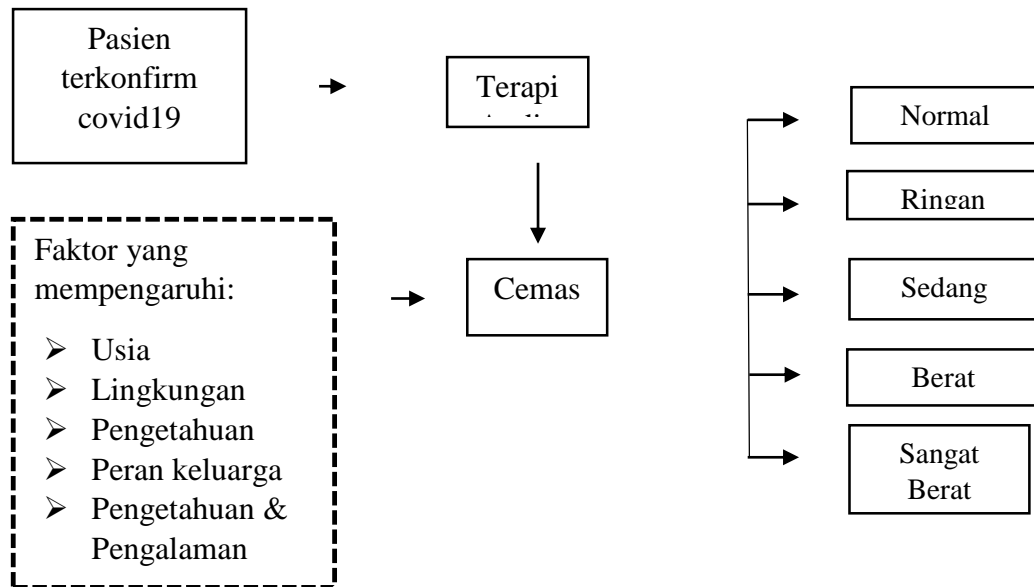 Pasien
terkonfirm
covid19
Terapi
Normal
Ringan
Faktor yang
mempengaruhi:
Usia
Lingkungan
Pengetahuan
Peran keluarga
Pengetahuan &
Pengalaman
Cemas
Sedang
Berat
Sangat
Berat